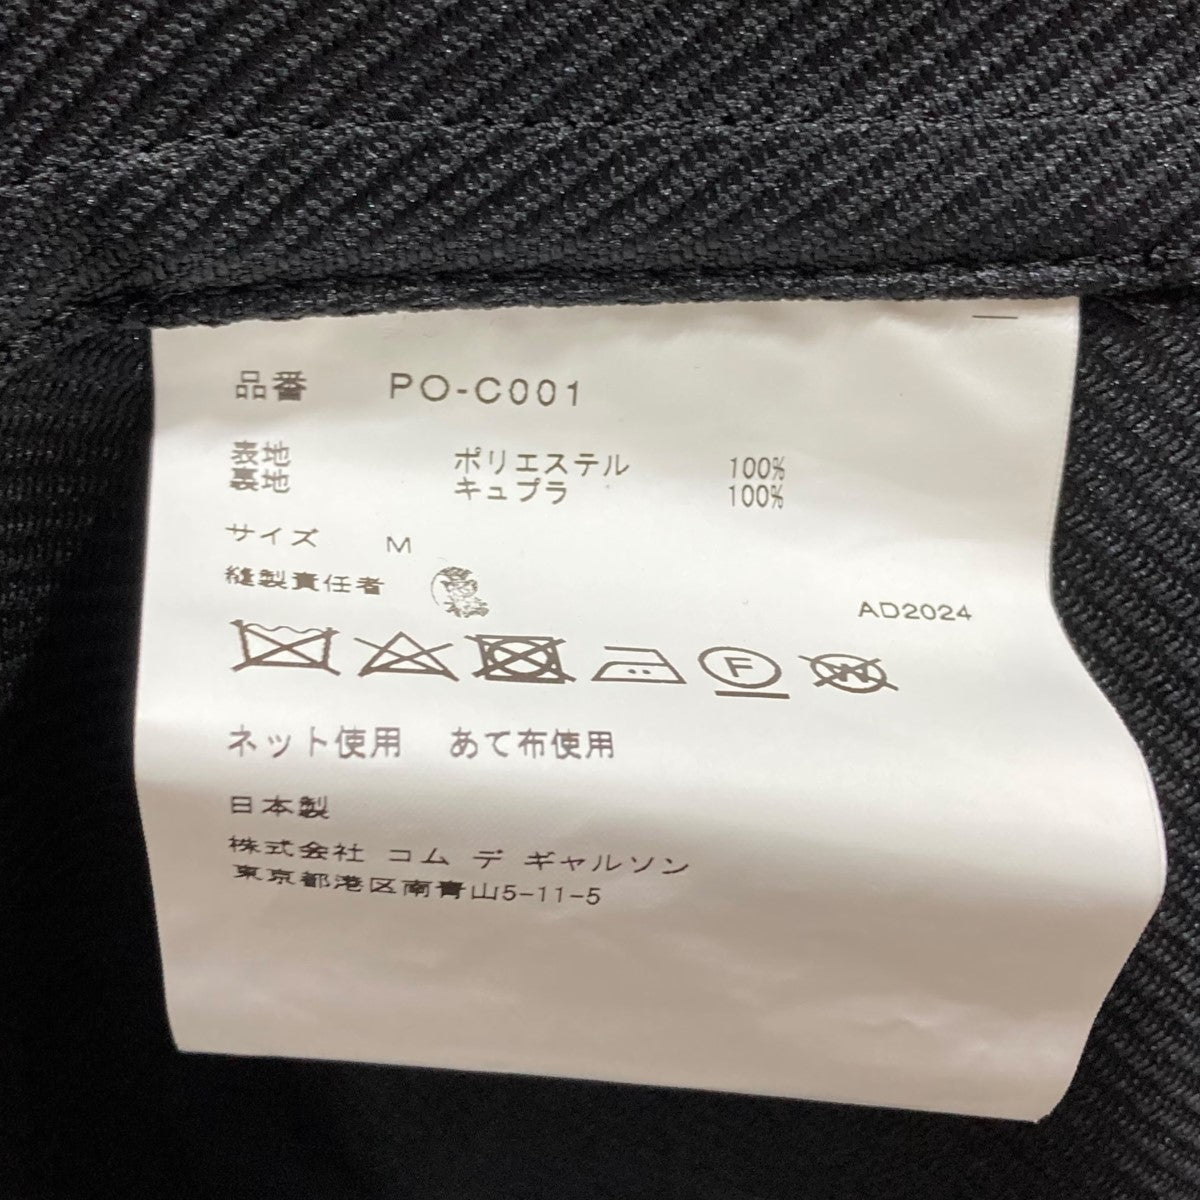 品番 PO-C001
表地 ポリエステル 100%
裏地 キュプラ 100%
サイズ M
縫製責任者
AD2024
F
W
ネット使用 あて布使用
日本製
株式会社 コム デ ギャルソン
東京都港区南青山5-11-5